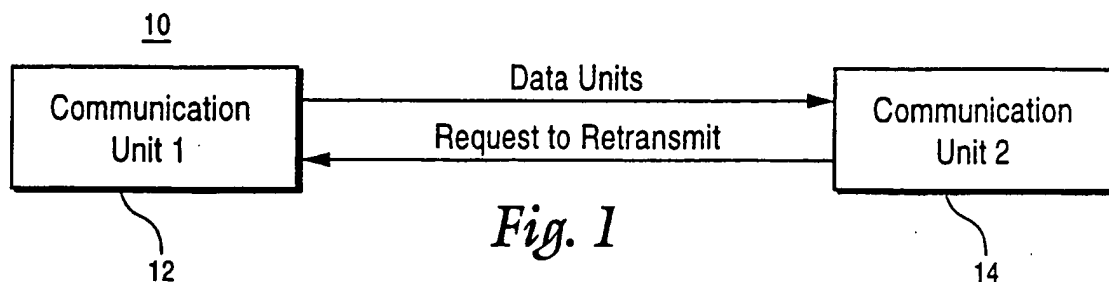 10
Communication
Unit 1
Data Units
Request to Retransmit
Communication
Unit 2
12
Fig. 1
14